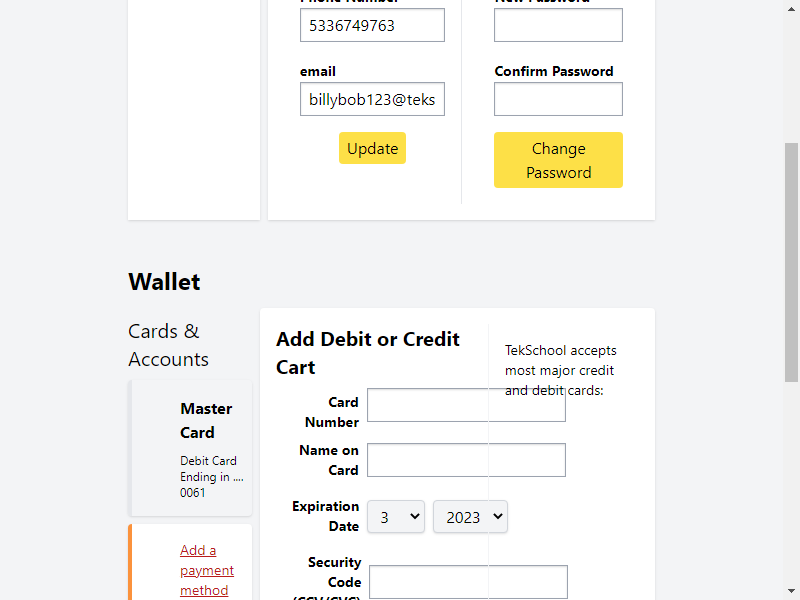 Phone Number
5336749763
email
billybob123@teks
Update
New Password
Confirm Password
Change
Password
Wallet
Cards &
Accounts
Master
Card
Debit Card
Ending in ....
0061
Add a
payment
method
Add Debit or Credit
Cart
Card
Number
Name on
Card
Expiration
Date
3
2023
Security
Code
(CCV/CVC)
TekSchool accepts
most major credit
and debit cards: